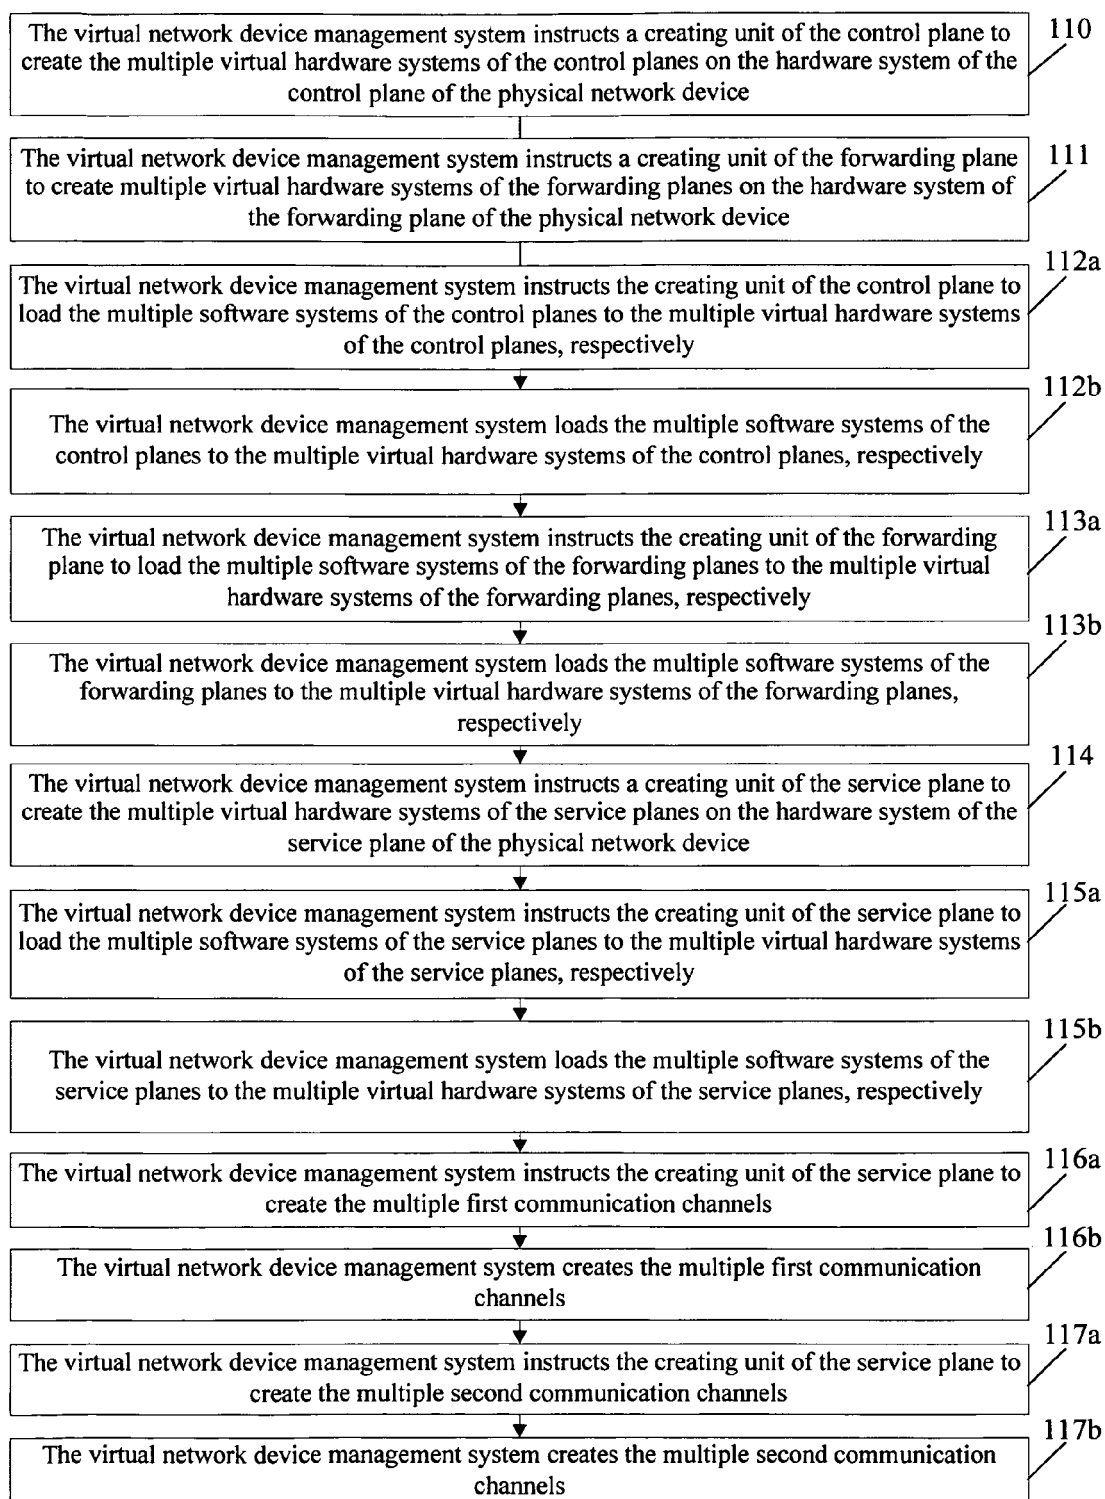 The virtual network device management system instructs a creating unit of the control plane to
create the multiple virtual hardware systems of the control planes on the hardware system of the
control plane of the physical network device
110
The virtual network device management system instructs a creating unit of the forwarding plane
to create multiple virtual hardware systems of the forwarding planes on the hardware system of
the forwarding plane of the physical network device
111
The virtual network device management system instructs the creating unit of the control plane to
load the multiple software systems of the control planes to the multiple virtual hardware systems
of the control planes, respectively
112a
The virtual network device management system loads the multiple software systems of the
control planes to the multiple virtual hardware systems of the control planes, respectively
112b
The virtual network device management system instructs the creating unit of the forwarding
plane to load the multiple software systems of the forwarding planes to the multiple virtual
hardware systems of the forwarding planes, respectively
113a
The virtual network device management system loads the multiple software systems of the
forwarding planes to the multiple virtual hardware systems of the forwarding planes,
respectively
113b
The virtual network device management system instructs a creating unit of the service plane to
create the multiple virtual hardware systems of the service planes on the hardware system of the
service plane of the physical network device
114
The virtual network device management system instructs the creating unit of the service plane to
load the multiple software systems of the service planes to the multiple virtual hardware systems
of the service planes, respectively
115a
The virtual network device management system loads the multiple software systems of the
service planes to the multiple virtual hardware systems of the service planes, respectively
115b
The virtual network device management system instructs the creating unit of the service plane to
create the multiple first communication channels
116a
The virtual network device management system creates the multiple first communication
channels
116b
The virtual network device management system instructs the creating unit of the service plane to
create the multiple second communication channels
117a
The virtual network device management system creates the multiple second communication
channels
117b